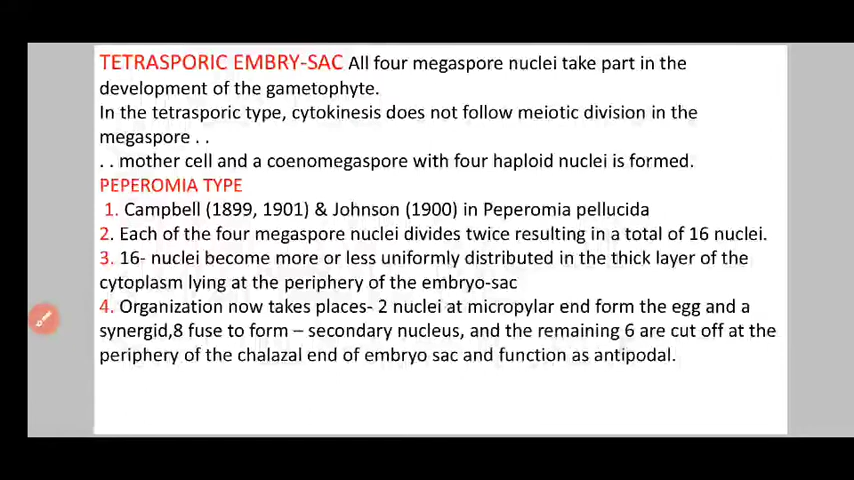 TETRASPORIC EMBRY-SAC All four megaspore nuclei take part in the
development of the gametophyte.
In the tetrasporic type, cytokinesis does not follow meiotic division in the
megaspore . .
. . mother cell and a coenomegaspore with four haploid nuclei is formed.
PEPEROMIA TYPE
1. Campbell (1899, 1901) & Johnson (1900) in Peperomia pellucida
2. Each of the four megaspore nuclei divides twice resulting in a total of 16 nuclei.
3. 16- nuclei become more or less uniformly distributed in the thick layer of the
cytoplasm lying at the periphery of the embryo-sac
4. Organization now takes places- 2 nuclei at micropylar end form the egg and a
synergid,8 fuse to form – secondary nucleus, and the remaining 6 are cut off at the
periphery of the chalazal end of embryo sac and function as antipodal.